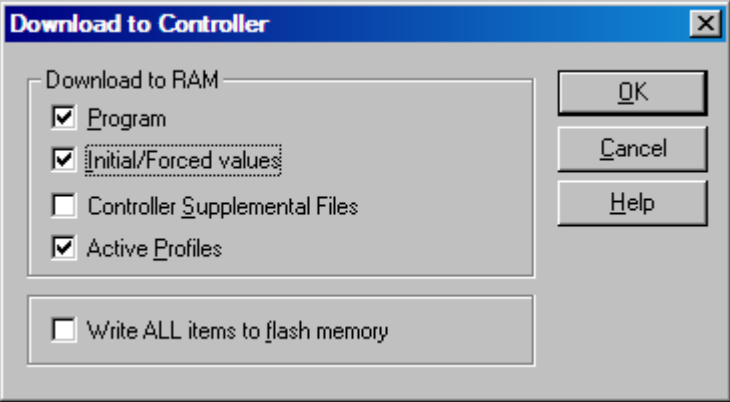 Download to Controller
Download to RAM
Program
Initial/Forced values
Controller Supplemental Files
Active Profiles
Write ALL items to flash memory
OK
Cancel
Help